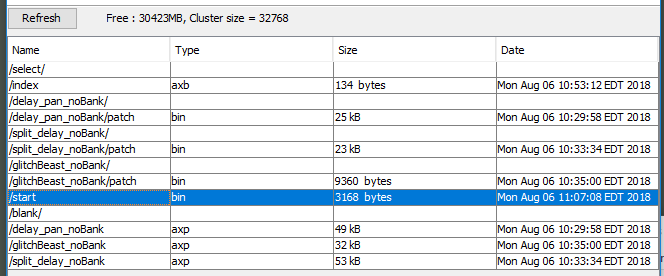 Refresh Free : 30423MB, Cluster size = 32768
Name Type Size Date
/select/
/index axb 134 bytes Mon Aug 06 10:53:12 EDT 2018
/delay_pan_noBank/
/delay_pan_noBank/patch bin 25 kB Mon Aug 06 10:29:58 EDT 2018
/split_delay_noBank/
/split_delay_noBank/patch bin 23 kB Mon Aug 06 10:33:34 EDT 2018
/glitchBeast_noBank/
/glitchBeast_noBank/patch bin 9360 bytes Mon Aug 06 10:35:00 EDT 2018
/start bin 3168 bytes Mon Aug 06 11:07:08 EDT 2018
/blank/
/delay_pan_noBank axp 49 kB Mon Aug 06 10:29:58 EDT 2018
/glitchBeast_noBank axp 32 kB Mon Aug 06 10:35:00 EDT 2018
/split_delay_noBank axp 53 kB Mon Aug 06 10:33:34 EDT 2018